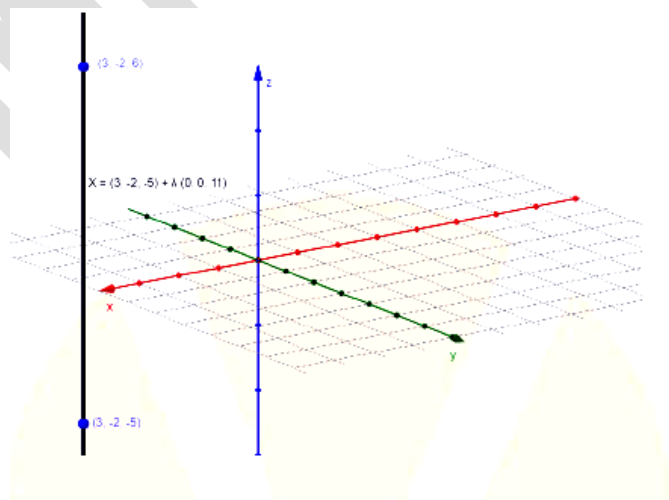 (3, -2, 6)
z
X = (3, -2, -5) + λ (0, 0, 11)
x
y
(3, -2, -5)